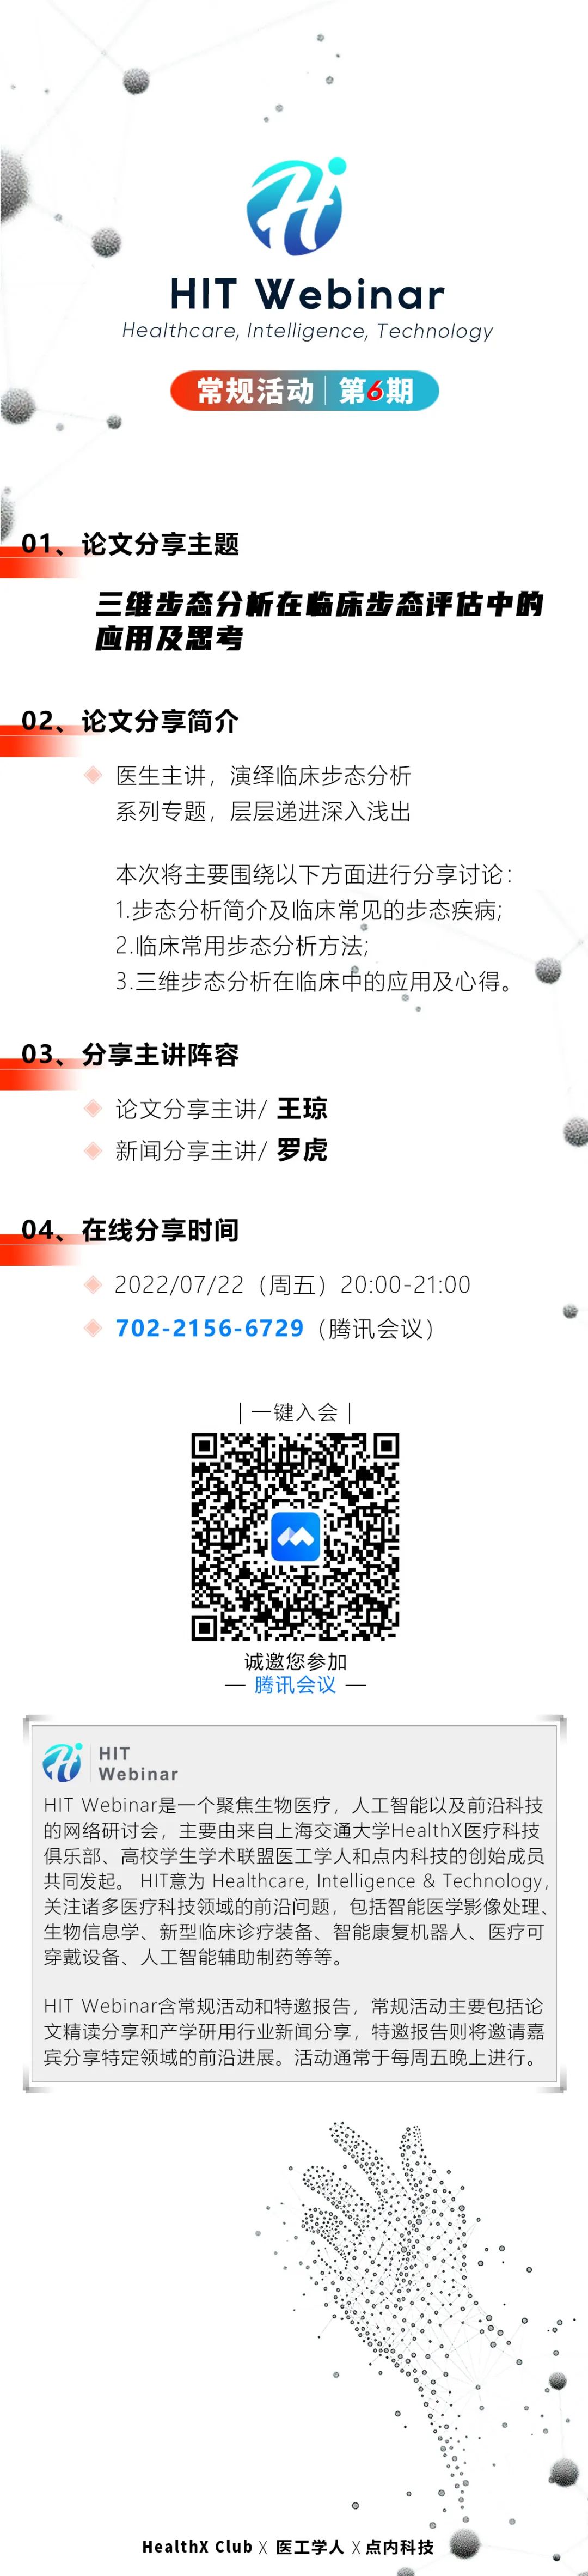 HIT Webinar
Healthcare, Intelligence, Technology
常规活动|第6期
01、论文分享主题
三维步态分析在临床步态评估中的
应用及思考
02、论文分享简介
医生主讲，演绎临床步态分析
系列专题，层层递进深入浅出
本次将主要围绕以下方面进行分享讨论：
1.步态分析简介及临床常见的步态疾病;
2.临床常用步态分析方法;
3.三维步态分析在临床中的应用及心得。
03、分享主讲阵容
论文分享主讲/ 王琼
新闻分享主讲/ 罗虎
04、在线分享时间
2022/07/22（周五）20:00-21:00
702-2156-6729（腾讯会议）
| 一键入会 |
诚邀您参加
— 腾讯会议 —
HIT
Webinar
HIT Webinar是一个聚焦生物医疗，人工智能以及前沿科技
的网络研讨会，主要由来自上海交通大学HealthX医疗科技
俱乐部、高校学生学术联盟医工学人和点内科技的创始成员
共同发起。 HIT意为 Healthcare, Intelligence & Technology，
关注诸多医疗科技领域的前沿问题，包括智能医学影像处理、
生物信息学、新型临床诊疗装备、智能康复机器人、医疗可
穿戴设备、人工智能辅助制药等等。
HIT Webinar含常规活动和特邀报告，常规活动主要包括论
文精读分享和产学研用行业新闻分享，特邀报告则将邀请嘉
宾分享特定领域的前沿进展。活动通常于每周五晚上进行。
HealthX Club X 医工学人 X 点内科技